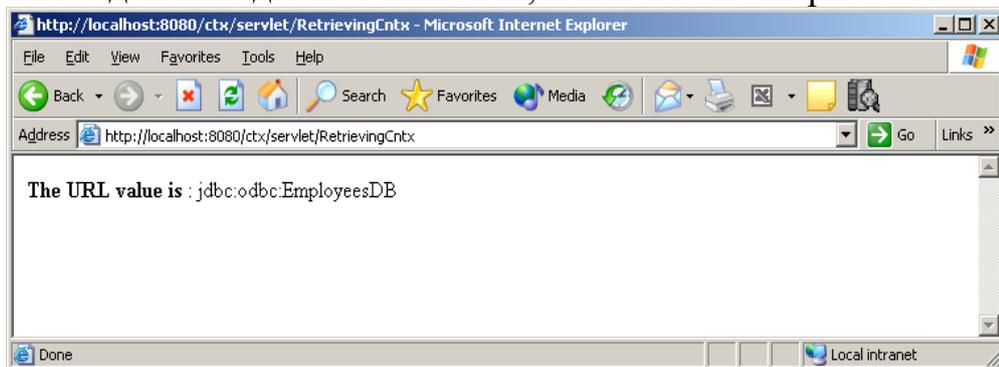 http://localhost:8080/ctx/servlet/RetrievingCntx - Microsoft Internet Explorer
File Edit View Favorites Tools Help
Back Search Favorites Media
Address http://localhost:8080/ctx/servlet/RetrievingCntx Go Links »
The URL value is : jdbc:odbc:EmployeesDB
Done Local intranet